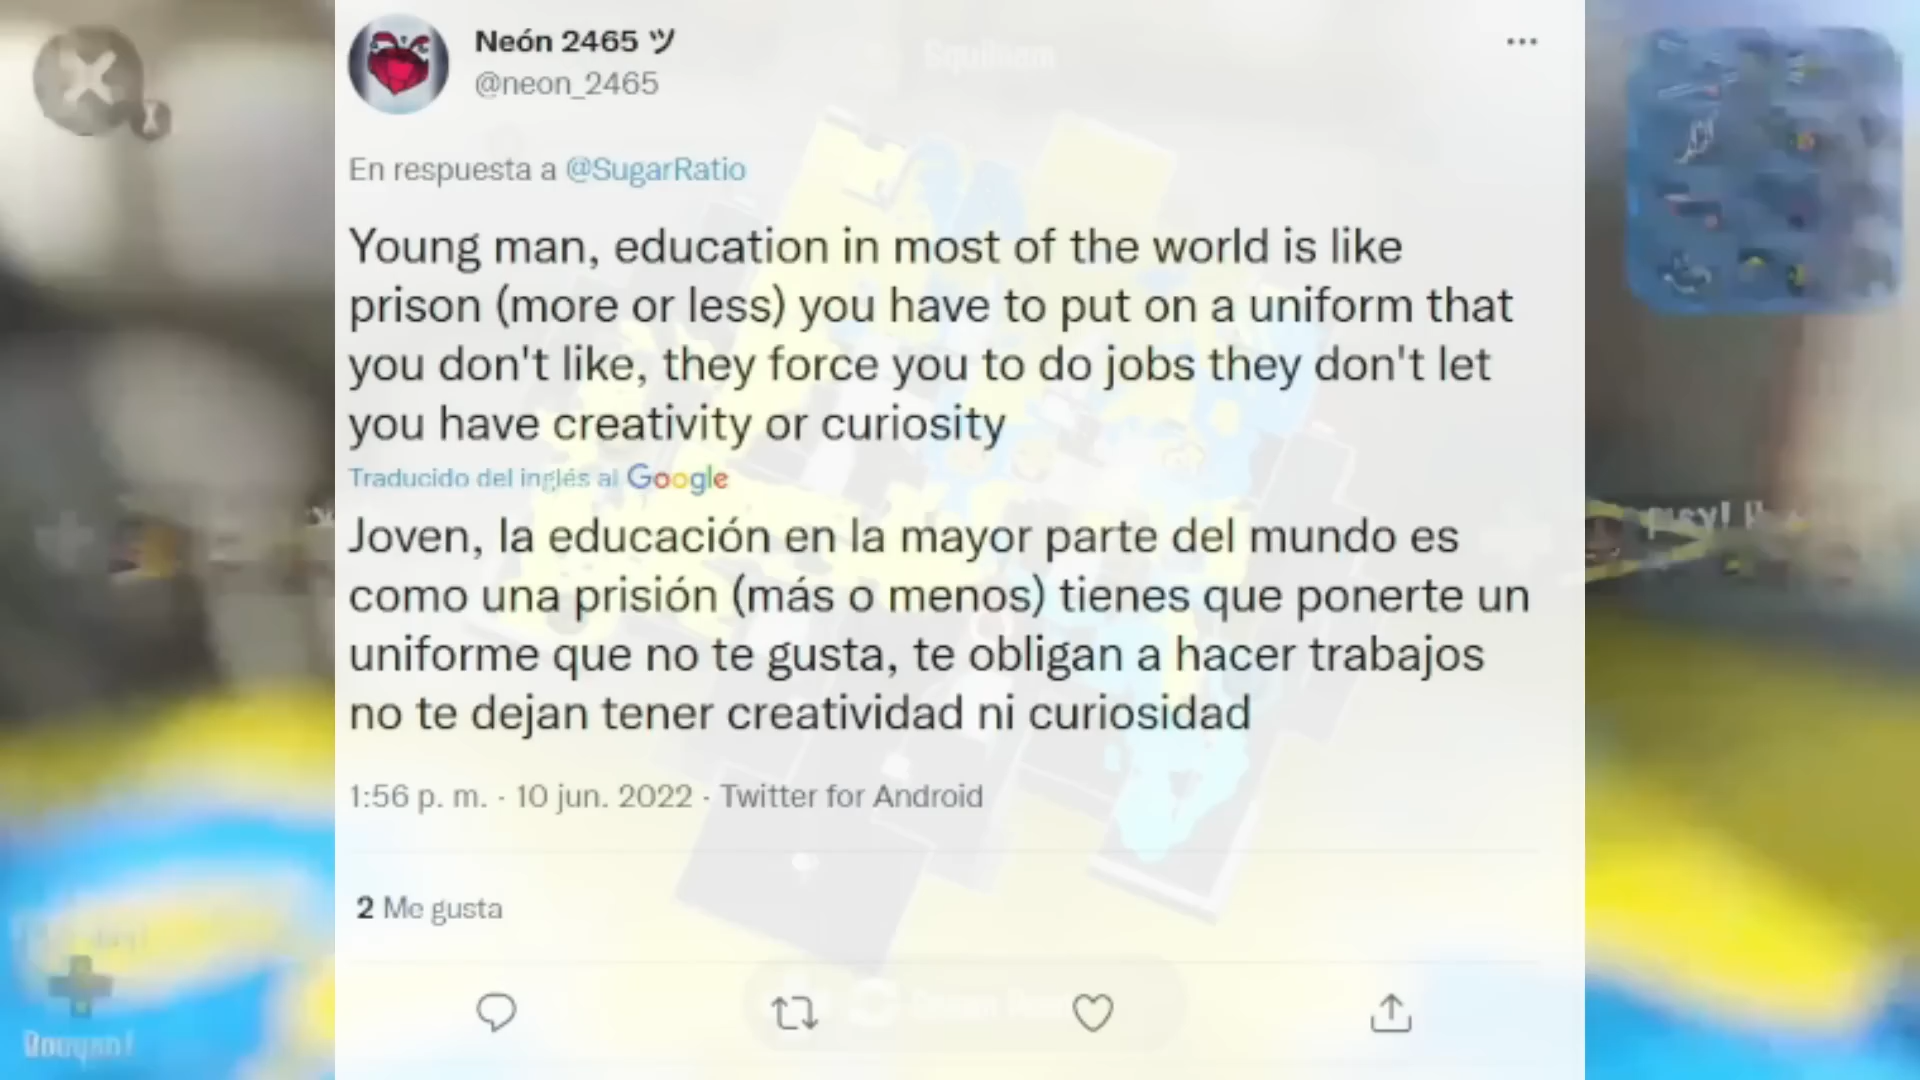 Neón 2465 ツ
@neon_2465
En respuesta a @SugarRatio
Young man, education in most of the world is like
prison (more or less) you have to put on a uniform that
you don't like, they force you to do jobs they don't let
you have creativity or curiosity
Traducido del inglés al Google
Joven, la educación en la mayor parte del mundo es
como una prisión (más o menos) tienes que ponerte un
uniforme que no te gusta, te obligan a hacer trabajos
no te dejan tener creatividad ni curiosidad
1:56 p. m. · 10 jun. 2022 · Twitter for Android
2 Me gusta
Booyah!